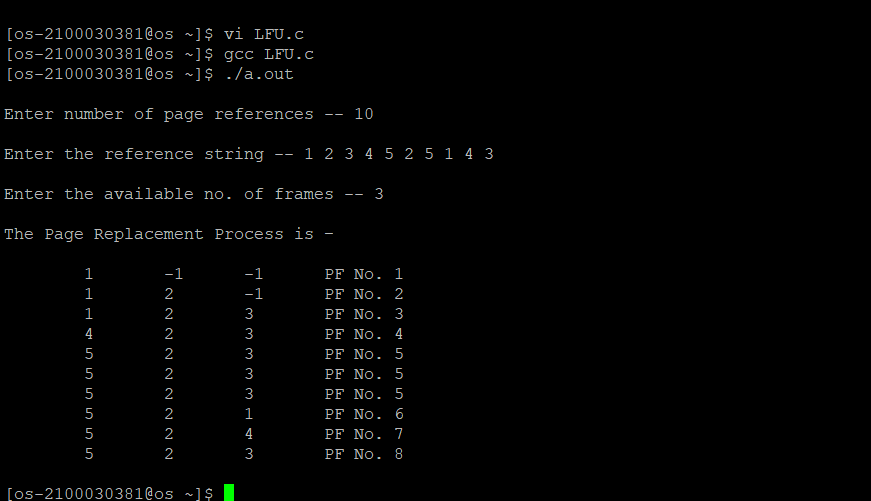 [os-2100030381@os ~]$ vi LFU.c
[os-2100030381@os ~]$ gcc LFU.c
[os-2100030381@os ~]$ ./a.out
Enter number of page references -- 10
Enter the reference string -- 1 2 3 4 5 2 5 1 4 3
Enter the available no. of frames -- 3
The Page Replacement Process is -
1 -1 -1 PF No. 1
1 2 -1 PF No. 2
1 2 3 PF No. 3
4 2 3 PF No. 4
5 2 3 PF No. 5
5 2 3 PF No. 5
5 2 3 PF No. 5
5 2 1 PF No. 6
5 2 4 PF No. 7
5 2 3 PF No. 8
[os-2100030381@os ~]$